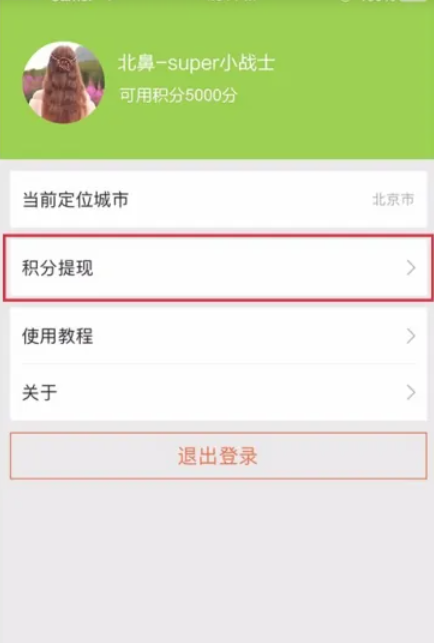 北鼻-super小战士
可用积分5000分
当前定位城市
北京市
积分提现
使用教程
关于
退出登录